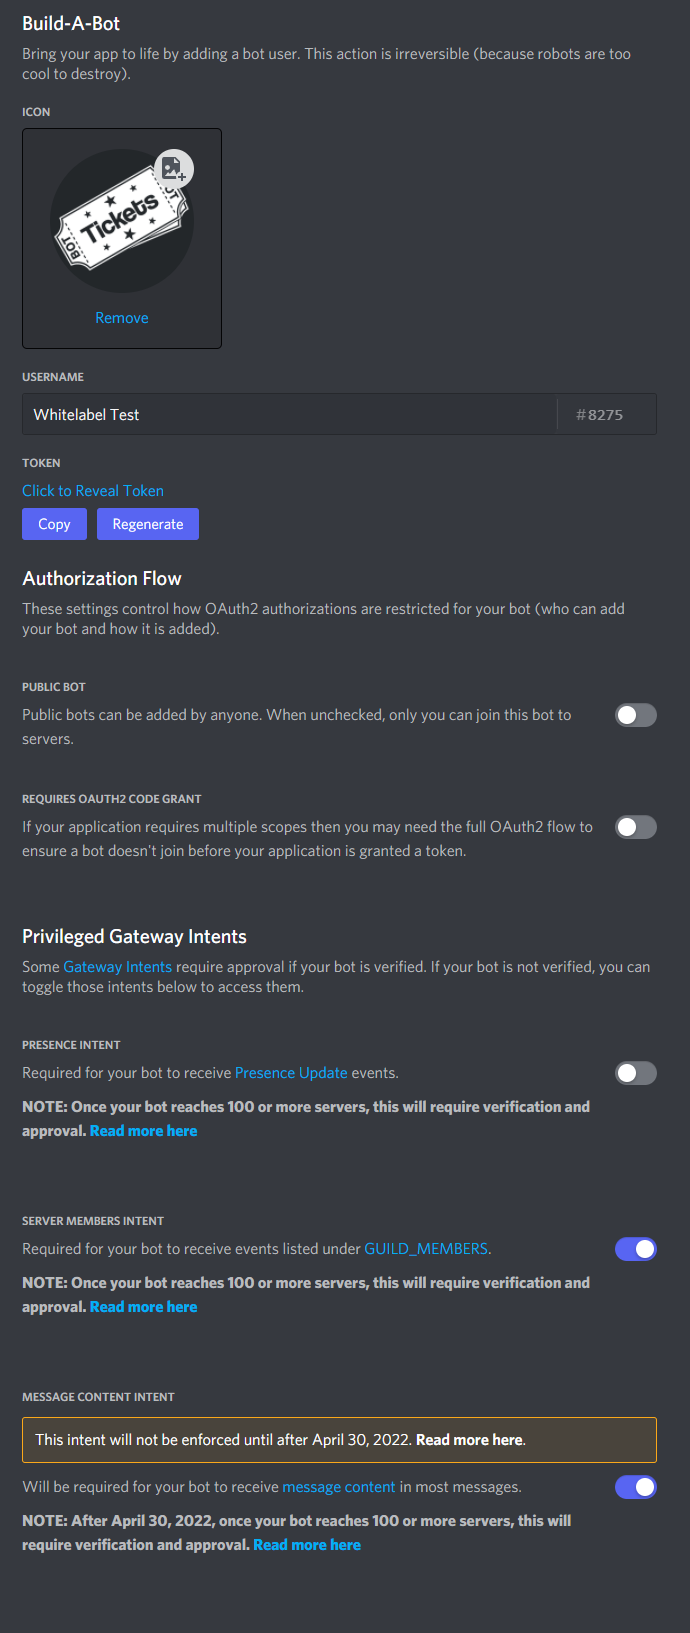 Build-A-Bot
Bring your app to life by adding a bot user. This action is irreversible (because robots are too
cool to destroy).
ICON
Tickets
BOT
CT
Remove
USERNAME
Whitelabel Test
#8275
TOKEN
Click to Reveal Token
Copy
Regenerate
Authorization Flow
These settings control how OAuth2 authorizations are restricted for your bot (who can add
your bot and how it is added).
PUBLIC BOT
Public bots can be added by anyone. When unchecked, only you can join this bot to
servers.
REQUIRES OAUTH2 CODE GRANT
If your application requires multiple scopes then you may need the full OAuth2 flow to
ensure a bot doesn't join before your application is granted a token.
Privileged Gateway Intents
Some Gateway Intents require approval if your bot is verified. If your bot is not verified, you can
toggle those intents below to access them.
PRESENCE INTENT
Required for your bot to receive Presence Update events.
NOTE: Once your bot reaches 100 or more servers, this will require verification and
approval. Read more here
SERVER MEMBERS INTENT
Required for your bot to receive events listed under GUILD_MEMBERS.
NOTE: Once your bot reaches 100 or more servers, this will require verification and
approval. Read more here
MESSAGE CONTENT INTENT
This intent will not be enforced until after April 30, 2022. Read more here.
Will be required for your bot to receive message content in most messages.
NOTE: After April 30, 2022, once your bot reaches 100 or more servers, this will
require verification and approval. Read more here